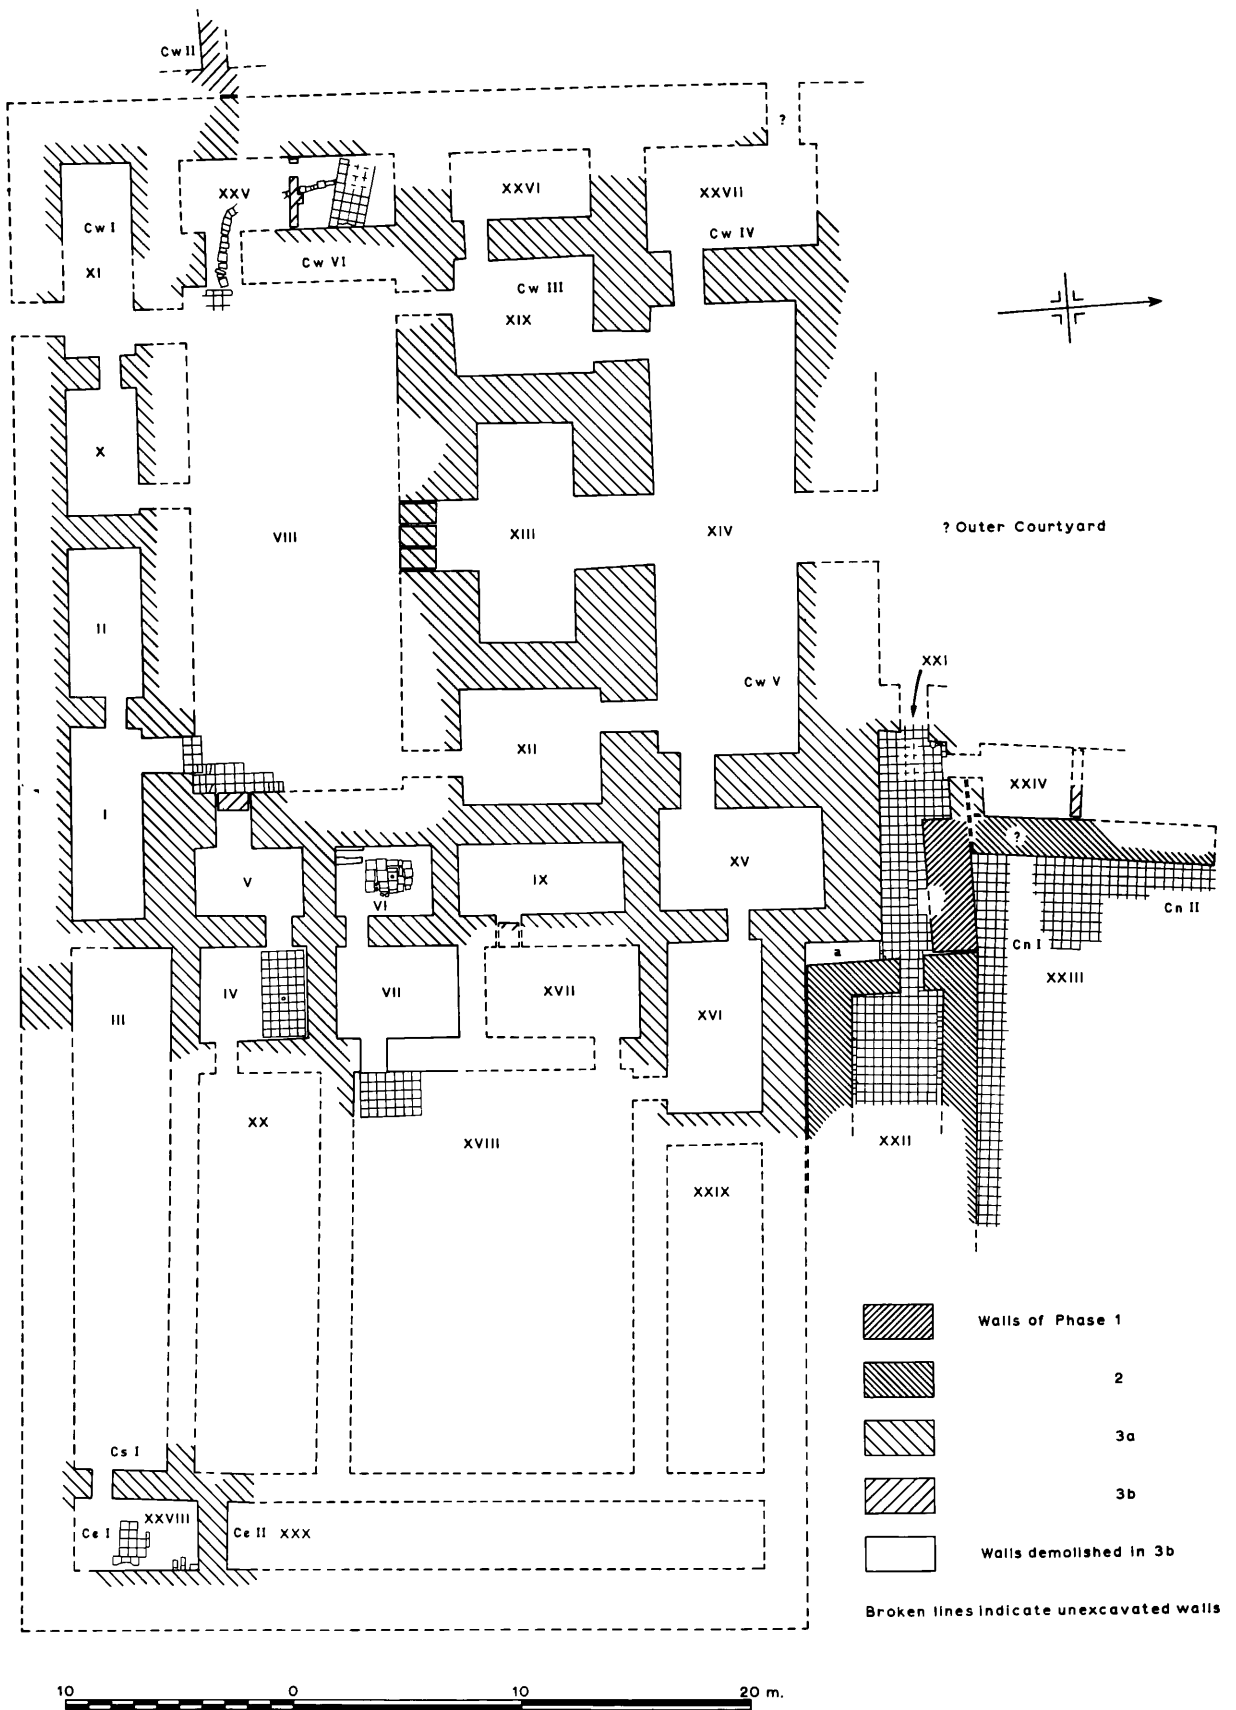 Cw II
?
XXV
XXVI
XXVII
Cw I
Cw IV
XI
Cw VI
Cw III
XIX
X
VIII
XIII
XIV
? Outer Courtyard
II
XXI
Cw V
XII
XXIV
I
?
V
VI
IX
XV
Cn II
Cn I
a
XXIII
III
IV
VII
XVII
XVI
XX
XVIII
XXII
XXIX
Walls of Phase 1
2
3a
Cs I
3b
XXVIII
Ce I
Ce II XXX
Walls demolished in 3b
Broken lines indicate unexcavated walls
10 0 10 20 m.